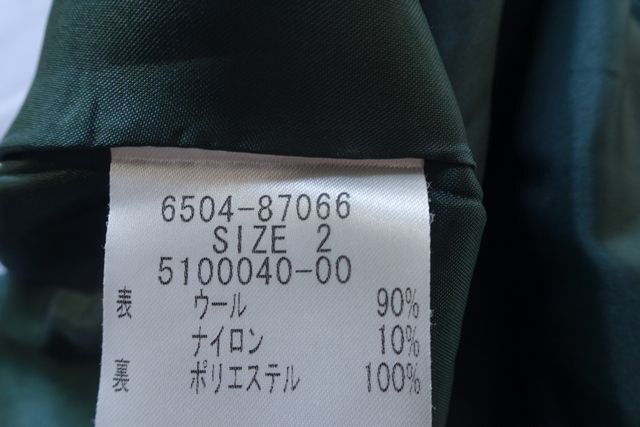 6504-87066
SIZE 2
5100040-00
表 ウール 90%
ナイロン 10%
裏 ポリエステル 100%